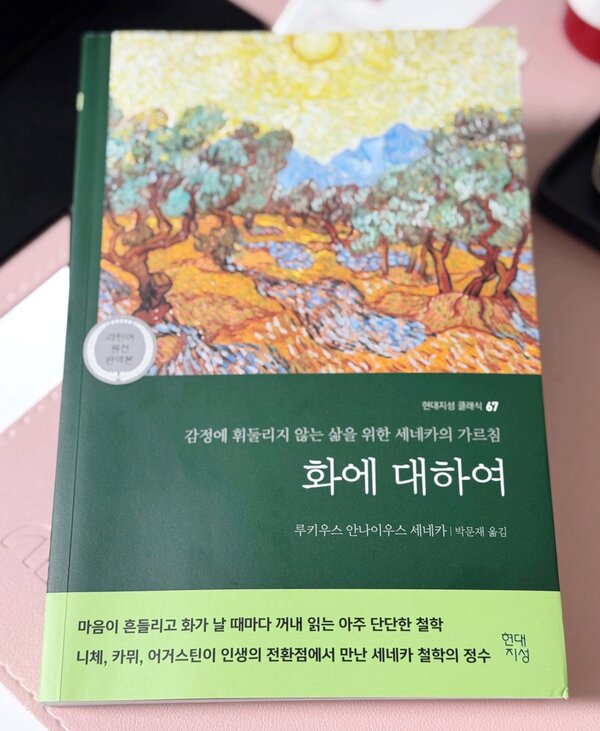 라틴어
원전
완역본
현대지성 클래식 67
감정에 휘둘리지 않는 삶을 위한 세네카의 가르침
화에 대하여
루키우스 안나이우스 세네카 | 박문재 옮김
마음이 흔들리고 화가 날 때마다 꺼내 읽는 아주 단단한 철학
니체, 카뮈, 어거스틴이 인생의 전환점에서 만난 세네카 철학의 정수
현대
지성